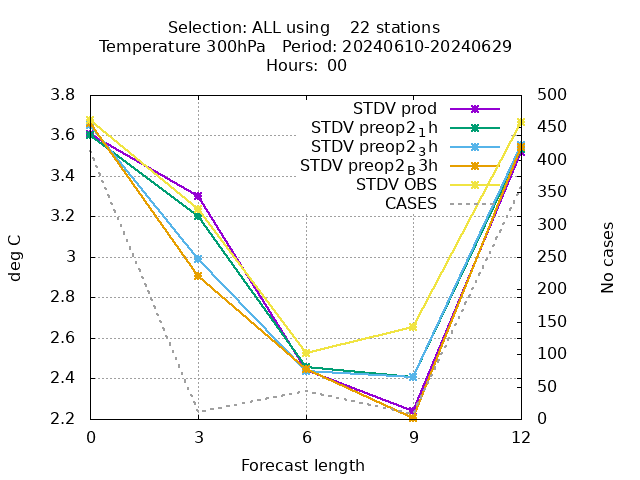 Selection: ALL using    22 stations
Temperature 300hPa   Period: 20240610-20240629
Hours: 00
3.8
3.6
3.4
3.2
3
2.8
2.6
2.4
2.2
deg C
STDV prod
STDV preop2₁h
STDV preop2₃h
STDV preop2_B3h
STDV OBS
CASES
500
450
400
350
300
250
200
150
100
50
0
No cases
0 3 6 9 12
Forecast length